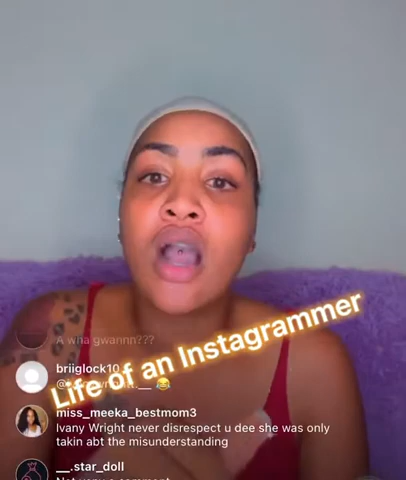 A wha gwannn???
Life of an Instagrammer
briiglock10
miss_meeka_bestmom3
Ivany Wright never disrespect u dee she was only
takin abt the misunderstanding
__.star_doll